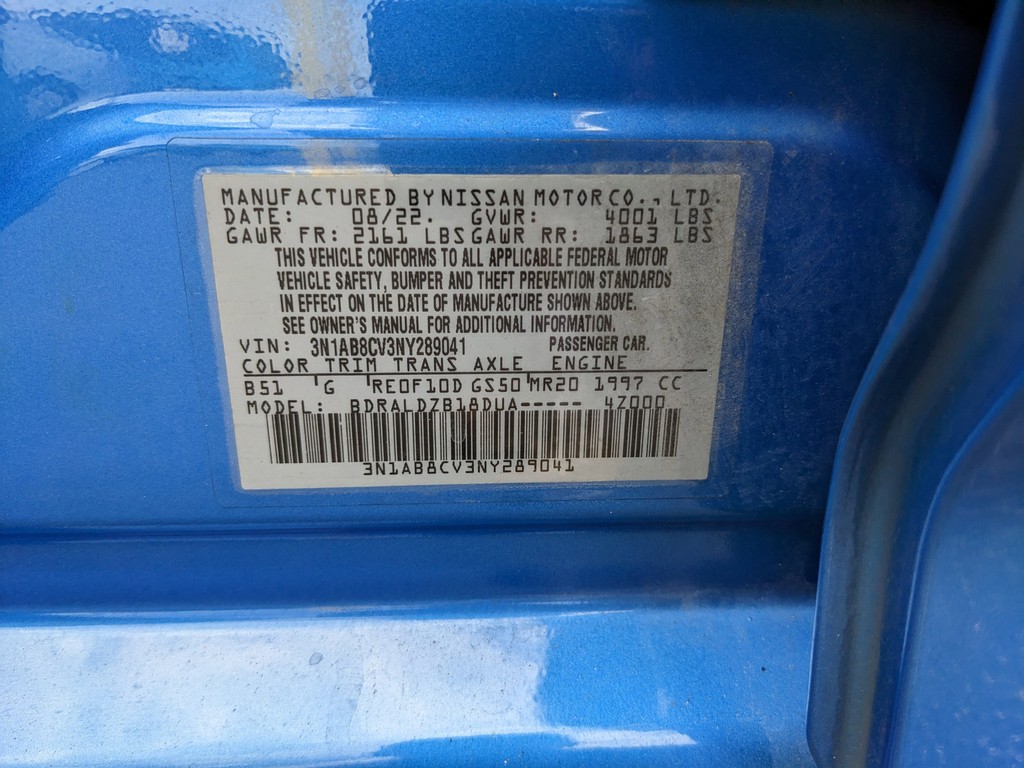 MANUFACTURED BY NISSAN MOTOR CO., LTD.
DATE: 08/22. GVWR: 4001 LBS
GAWR FR: 2161 LBS GAWR RR: 1863 LBS
THIS VEHICLE CONFORMS TO ALL APPLICABLE FEDERAL MOTOR
VEHICLE SAFETY, BUMPER AND THEFT PREVENTION STANDARDS
IN EFFECT ON THE DATE OF MANUFACTURE SHOWN ABOVE.
SEE OWNER'S MANUAL FOR ADDITIONAL INFORMATION.
VIN: 3N1AB8CV3NY289041 PASSENGER CAR.
COLOR TRIM TRANS AXLE ENGINE
B51 'G 'RE0F10D GS50'MR20 1997 CC
MODEL: BDRALDZB18DUA----- 4Z000
3N1AB8CV3NY289041